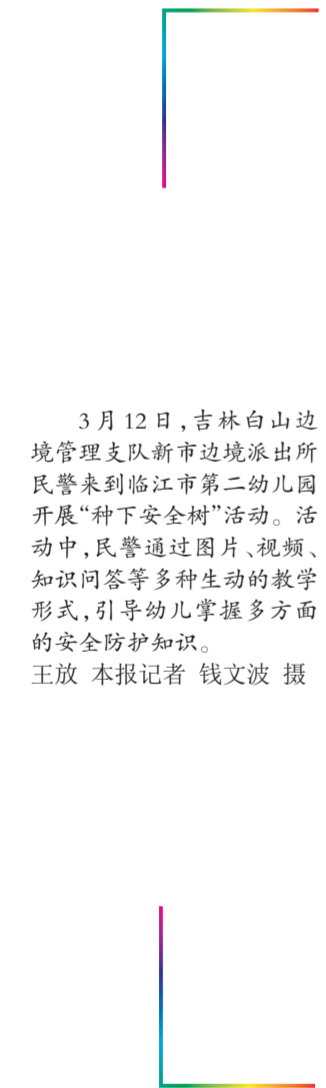 3月12日,吉林白山边
境管理支队新市边境派出所
民警来到临江市第二幼儿园
开展“种下安全树”活动。活
动中,民警通过图片、视频、
知识问答等多种生动的教学
形式,引导幼儿掌握多方面
的安全防护知识。
王放 本报记者 钱文波 摄